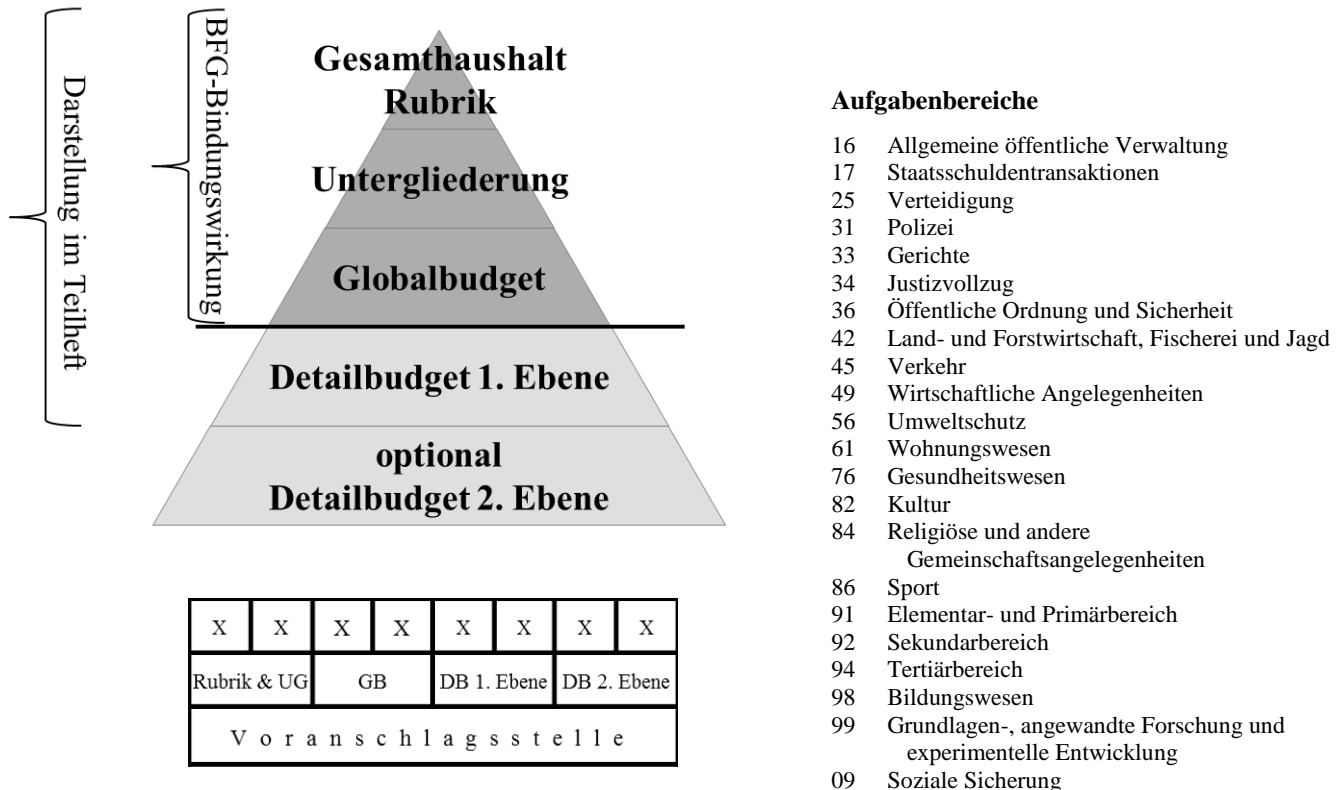 Darstellung im Teilheft
BFG-Bindungswirkung
Gesamthaushalt
Rubrik
Untergliederung
Globalbudget
Detailbudget 1. Ebene
optional
Detailbudget 2. Ebene
X X X X X X X X
Rubrik & UG GB DB 1. Ebene DB 2. Ebene
Voranschlagsstelle
Aufgabenbereiche
16 Allgemeine öffentliche Verwaltung
17 Staatsschuldentransaktionen
25 Verteidigung
31 Polizei
33 Gerichte
34 Justizvollzug
36 Öffentliche Ordnung und Sicherheit
42 Land- und Forstwirtschaft, Fischerei und Jagd
45 Verkehr
49 Wirtschaftliche Angelegenheiten
56 Umweltschutz
61 Wohnungswesen
76 Gesundheitswesen
82 Kultur
84 Religiöse und andere
Gemeinschaftsangelegenheiten
86 Sport
91 Elementar- und Primärbereich
92 Sekundarbereich
94 Tertiärbereich
98 Bildungswesen
99 Grundlagen-, angewandte Forschung und
experimentelle Entwicklung
09 Soziale Sicherung